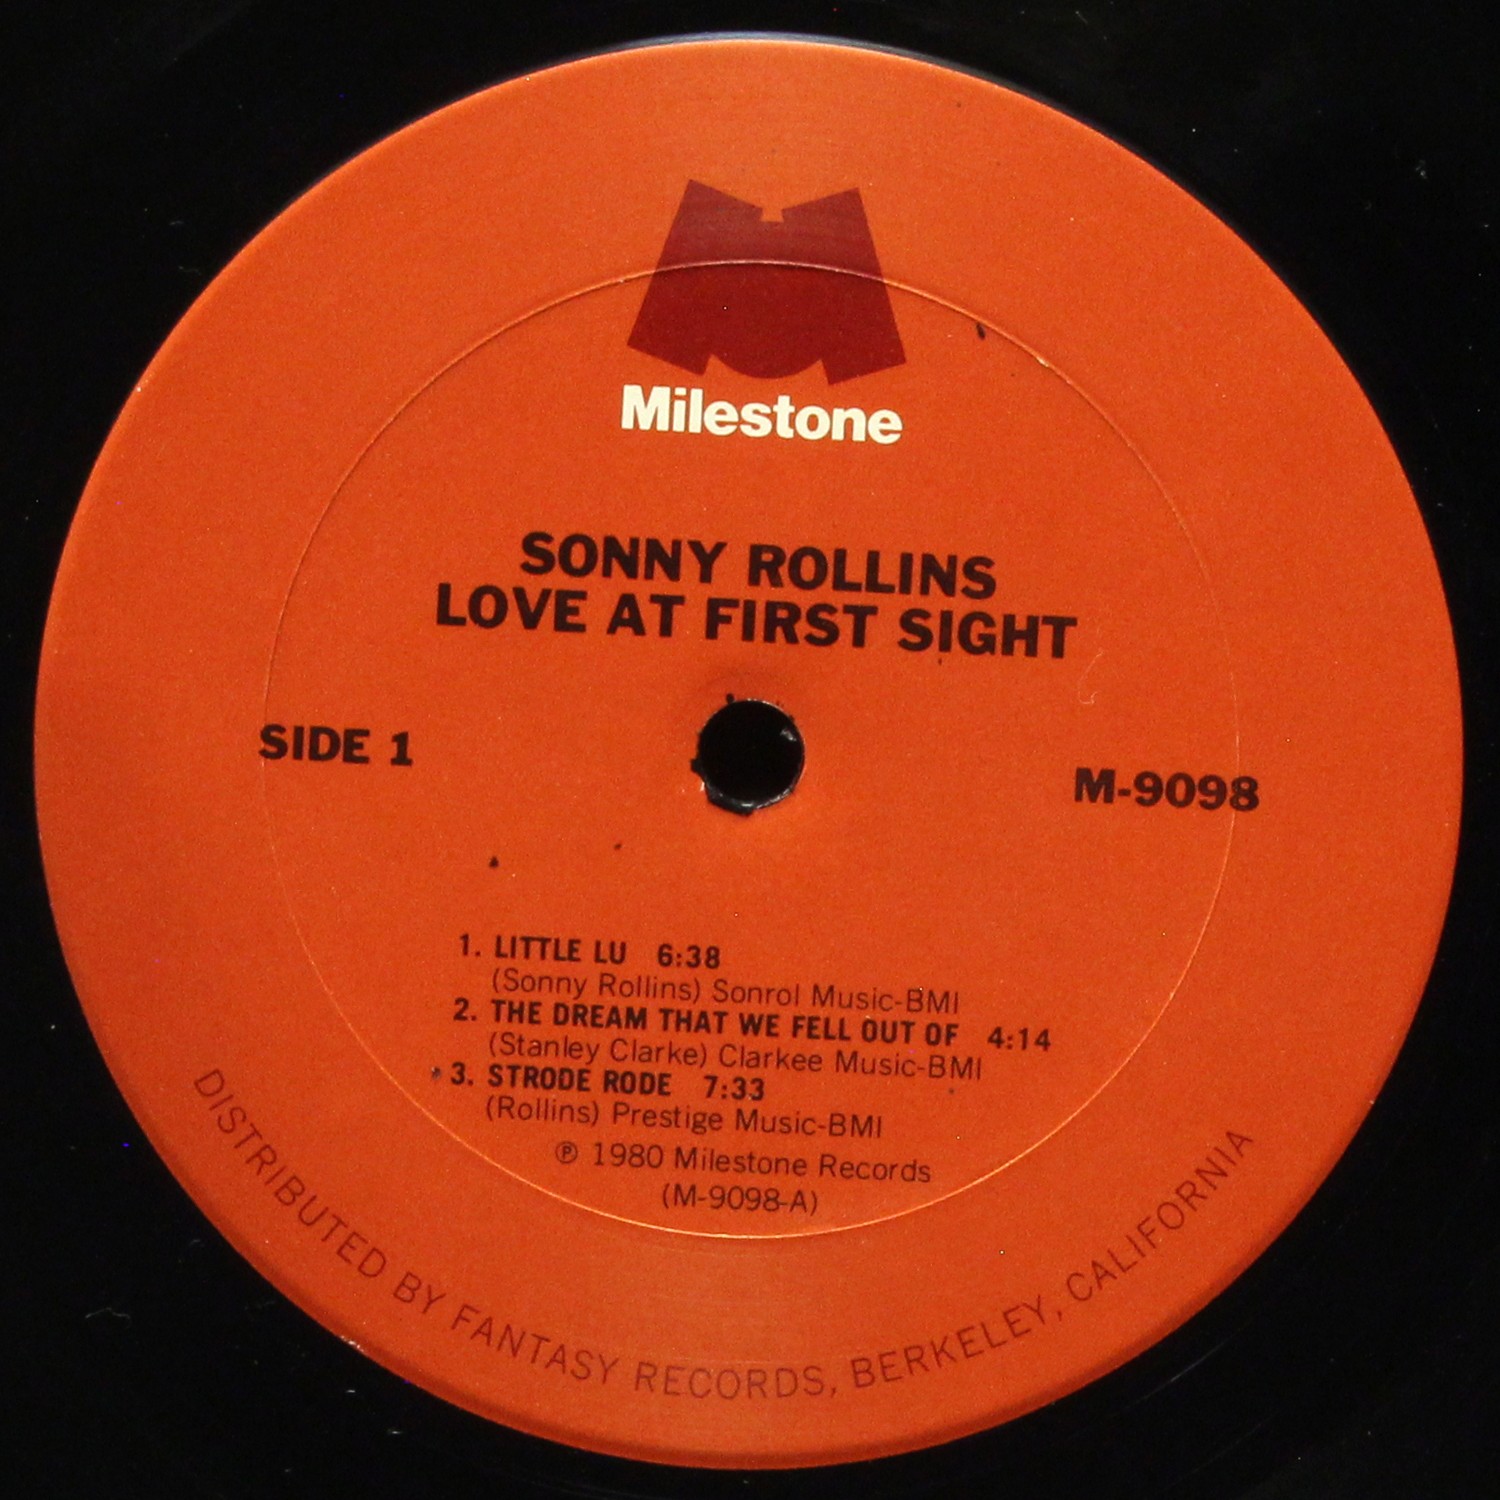 Milestone
SONNY ROLLINS
LOVE AT FIRST SIGHT
SIDE 1
M-9098
1. LITTLE LU 6:38
(Sonny Rollins) Sonrol Music-BMI
2. THE DREAM THAT WE FELL OUT OF 4:14
(Stanley Clarke) Clarkee Music-BMI
3. STRODE RODE 7:33
(Rollins) Prestige Music-BMI
℗ 1980 Milestone Records
(M-9098-A)
DISTRIBUTED BY FANTASY RECORDS, BERKELEY, CALIFORNIA